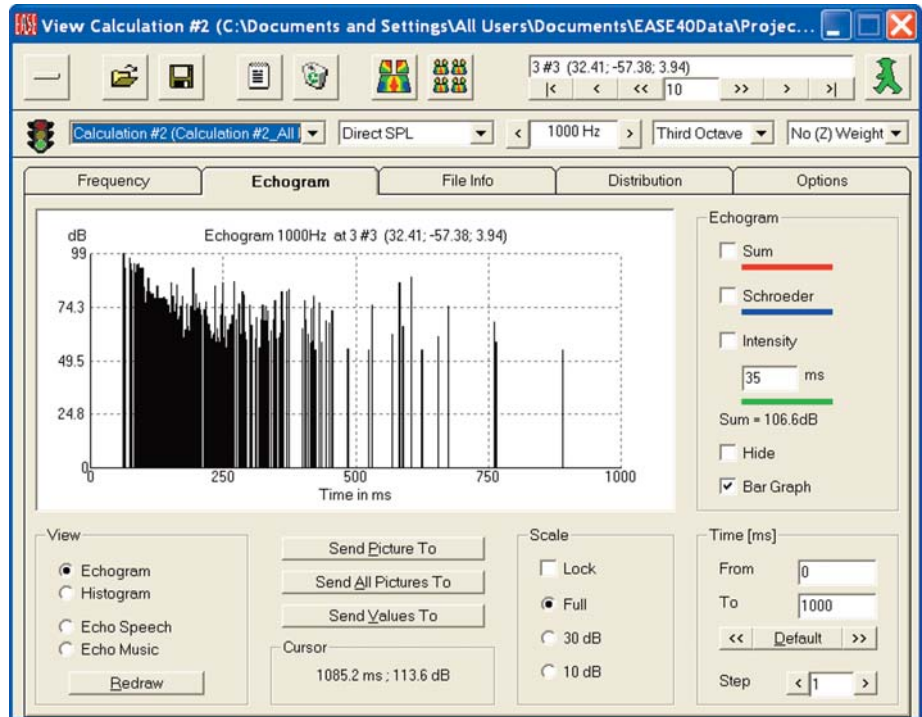 EASE View Calculation #2 (C:\Documents and Settings\All Users\Documents\EASE40Data\Projec...
3 #3 (32.41; -57.38; 3.94)
|< < << 10 >> > >|
Calculation #2 (Calculation #2_All Direct SPL < 1000 Hz > Third Octave No (Z) Weight
Frequency Echogram File Info Distribution Options
dB Echogram 1000Hz at 3 #3 (32.41; -57.38; 3.94)
99
74.3
49.5
24.8
0
0 250 500 750 1000
Time in ms
Echogram
Sum
Schroeder
Intensity
35 ms
Sum = 106.6dB
Hide
Bar Graph
View
Echogram
Histogram
Echo Speech
Echo Music
Redraw
Send Picture To
Send All Pictures To
Send Values To
Cursor
1085.2 ms ; 113.6 dB
Scale
Lock
Full
30 dB
10 dB
Time [ms]
From 0
To 1000
<< Default >>
Step < 1 >